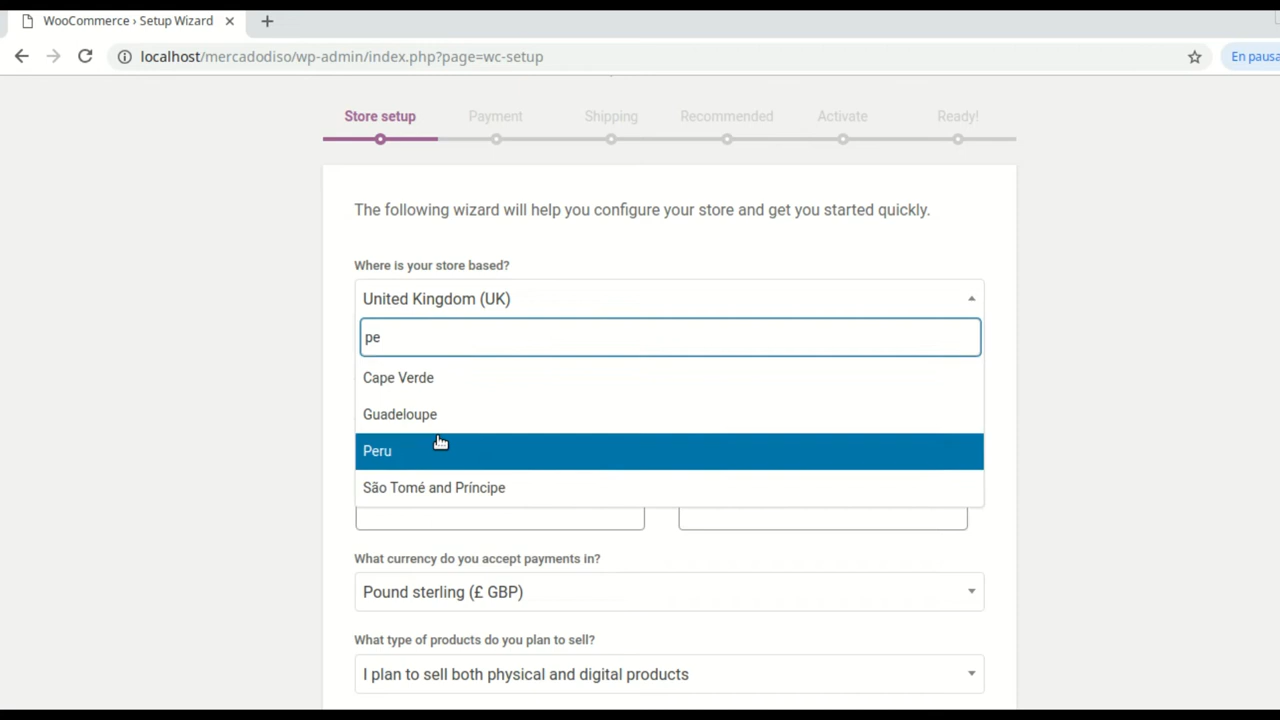 WooCommerce › Setup Wizard
localhost/mercadodiso/wp-admin/index.php?page=wc-setup
En pausa
Store setup Payment Shipping Recommended Activate Ready!
The following wizard will help you configure your store and get you started quickly.
Where is your store based?
United Kingdom (UK)
pe
Cape Verde
Guadeloupe
Peru
São Tomé and Príncipe
What currency do you accept payments in?
Pound sterling (£ GBP)
What type of products do you plan to sell?
I plan to sell both physical and digital products